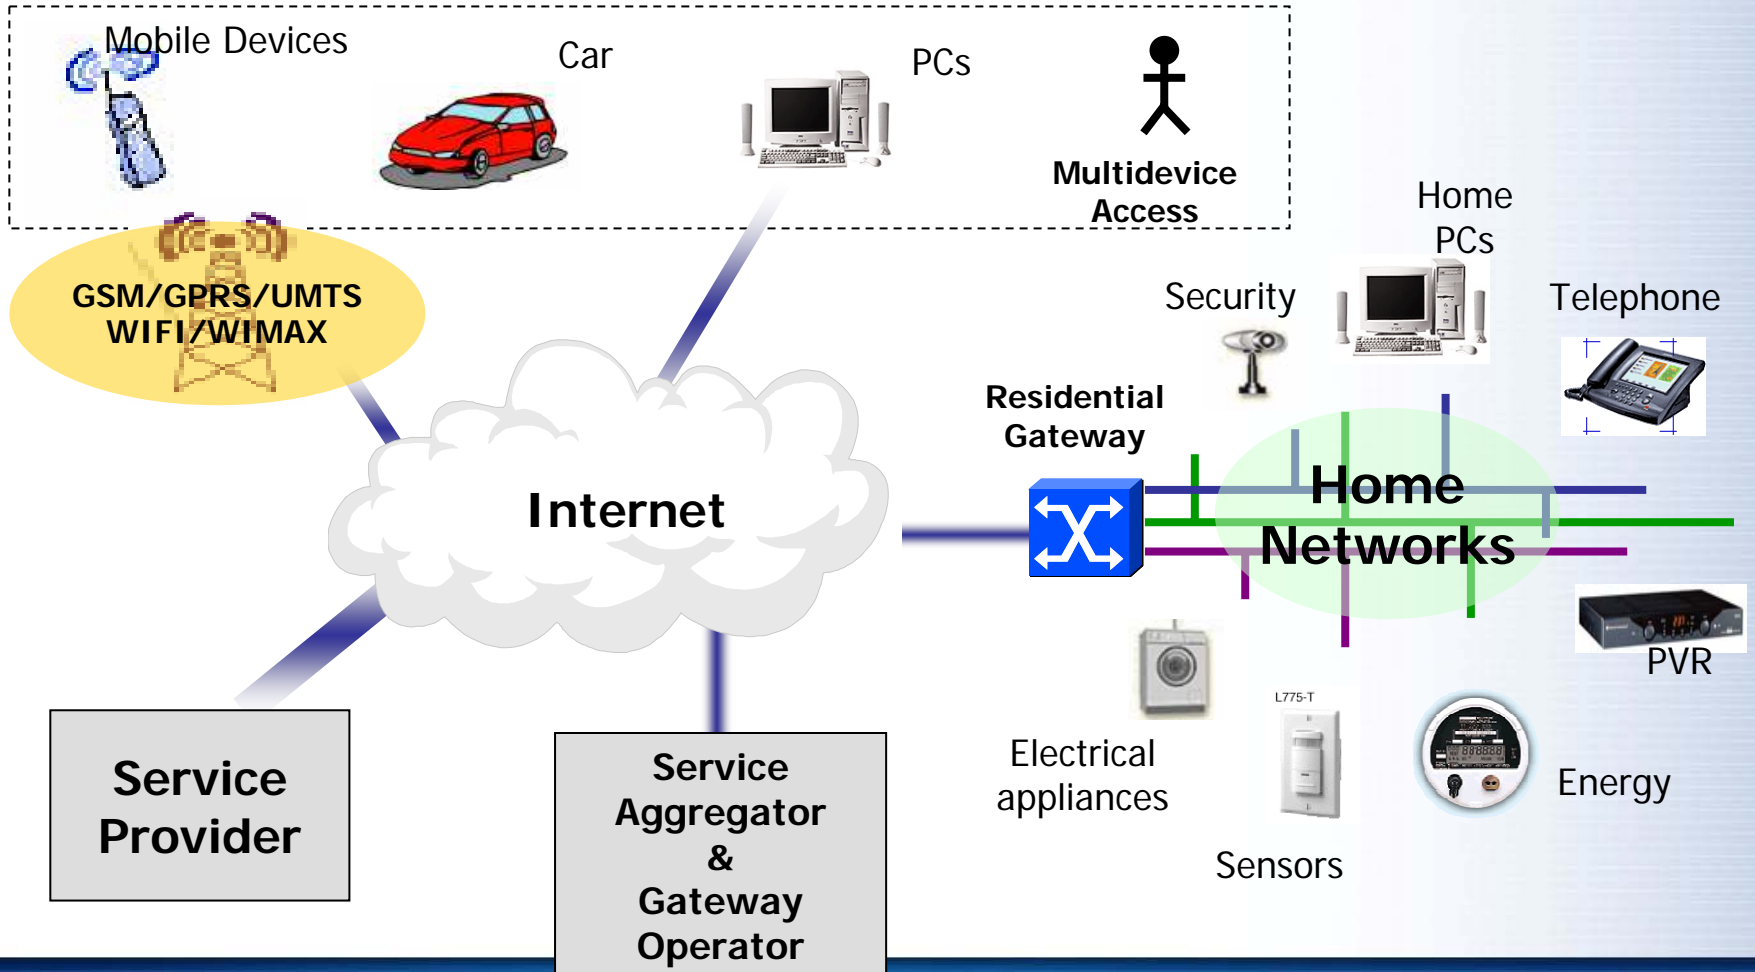 Mobile Devices
Car
PCs
Multidevice
Access
GSM/GPRS/UMTS
WIFI/WIMAX
Home
PCs
Security
Telephone
Residential
Gateway
Internet
Home
Networks
PVR
L775-T
Electrical
appliances
Energy
Sensors
Service
Provider
Service
Aggregator
&
Gateway
Operator